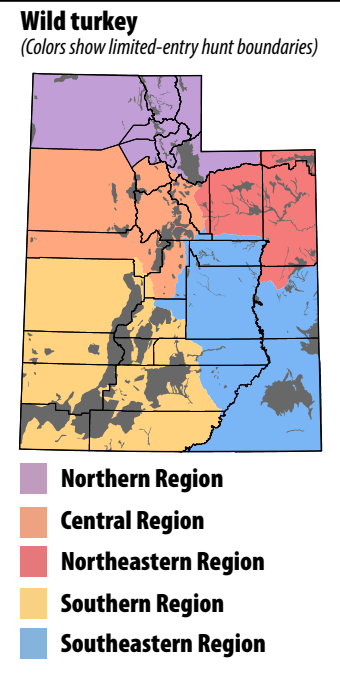 Wild turkey
(Colors show limited-entry hunt boundaries)
Northern Region
Central Region
Northeastern Region
Southern Region
Southeastern Region